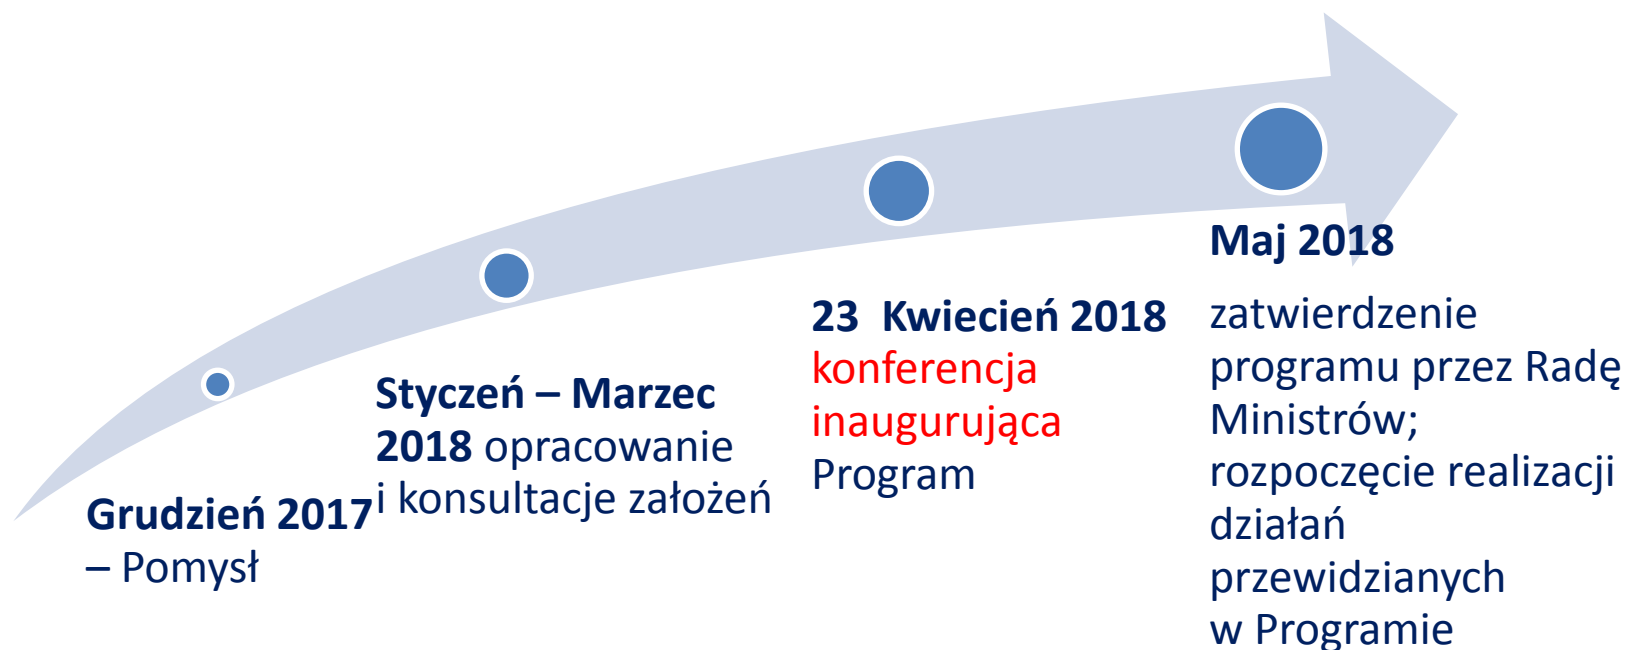 Grudzień 2017
– Pomysł
Styczeń – Marzec
2018 opracowanie
i konsultacje założeń
23 Kwiecień 2018
konferencja
inaugurująca
Program
Maj 2018
zatwierdzenie
programu przez Radę
Ministrów;
rozpoczęcie realizacji
działań
przewidzianych
w Programie